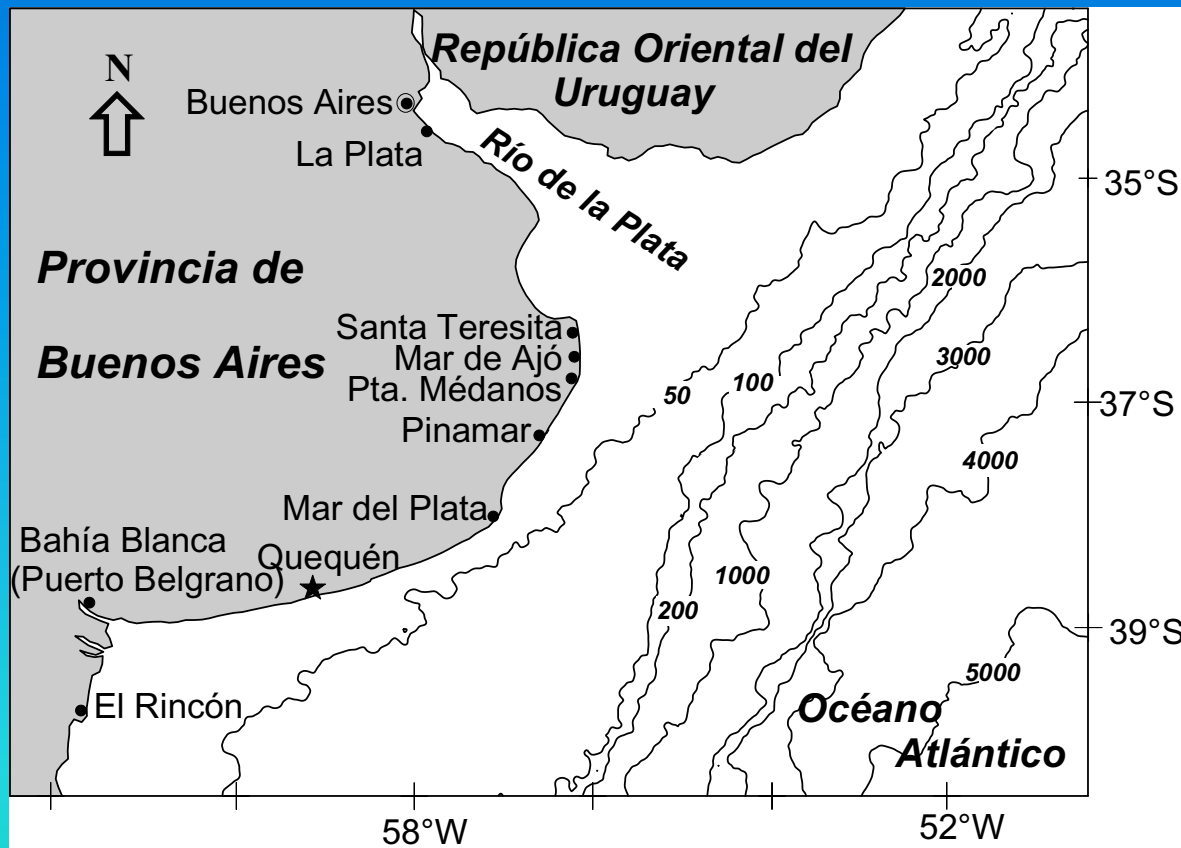 República Oriental del
Uruguay
N
Buenos Aires
La Plata
Río de la Plata
35°S
Provincia de
Buenos Aires
2000
Santa Teresita
Mar de Ajó
3000
Pta. Médanos
100
50
37°S
Pinamar
4000
Mar del Plata
Bahía Blanca
(Puerto Belgrano)
Quequén
1000
200
39°S
5000
El Rincón
Océano
Atlántico
58°W
52°W